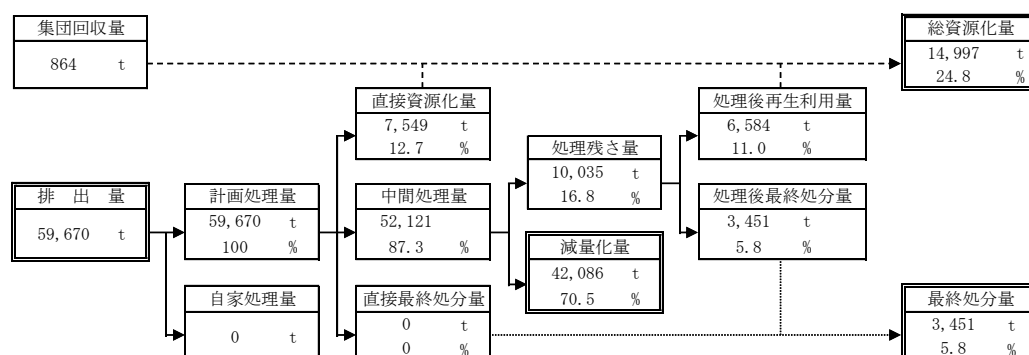 集団回収量
864 t
総資源化量
14,997 t
24.8 %
直接資源化量
7,549 t
12.7 %
処理後再生利用量
6,584 t
11.0 %
処理残さ量
10,035 t
16.8 %
排 出 量
59,670 t
計画処理量
59,670 t
100 %
中間処理量
52,121
87.3 %
処理後最終処分量
3,451 t
5.8 %
減量化量
42,086 t
70.5 %
自家処理量
0 t
直接最終処分量
0 t
0 %
最終処分量
3,451 t
5.8 %